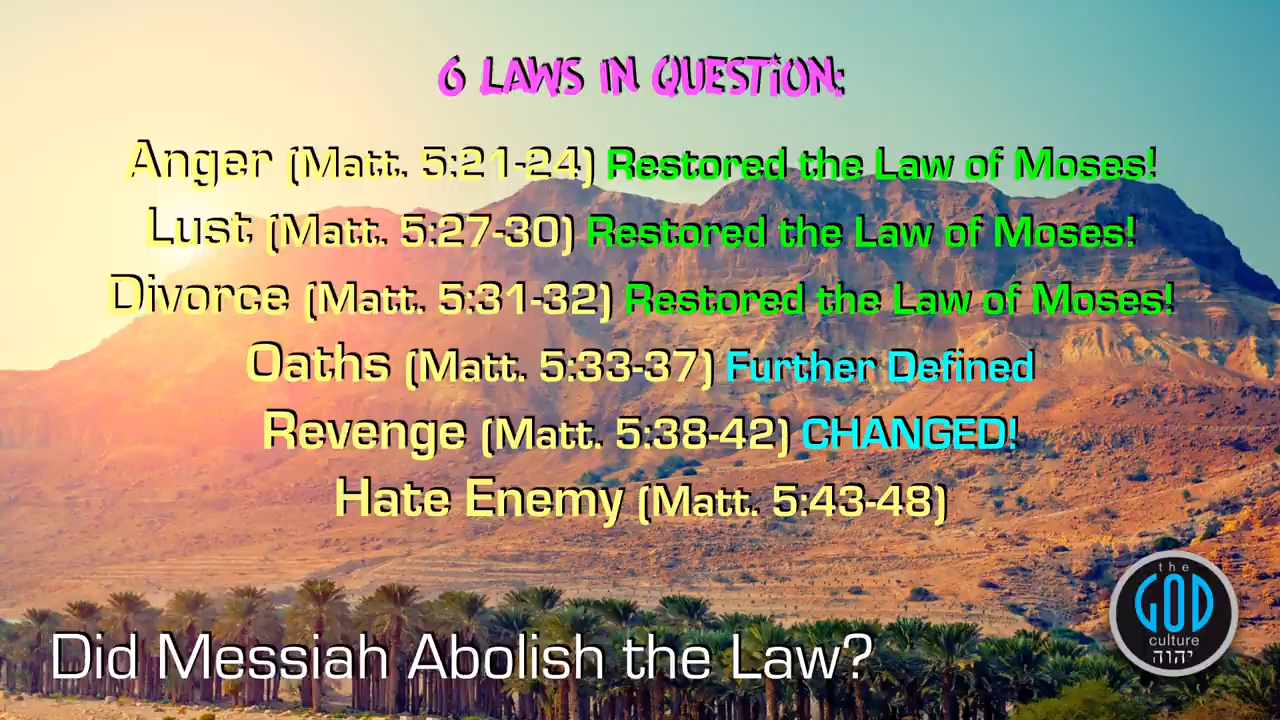 6 LAWS IN QUESTION:
Anger (Matt. 5:21-24) Restored the Law of Moses!
Lust (Matt. 5:27-30) Restored the Law of Moses!
Divorce (Matt. 5:31-32) Restored the Law of Moses!
Oaths (Matt. 5:33-37) Further Defined
Revenge (Matt. 5:38-42) CHANGED!
Hate Enemy (Matt. 5:43-48)
the
GOD
culture
יהוה
Did Messiah Abolish the Law?